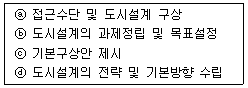 ⓐ 접근수단 및 도시설계 구상
ⓑ 도시설계의 과제정립 및 목표설정
ⓒ 기본구상안 제시
ⓓ 도시설계의 전략 및 기본방향 수립